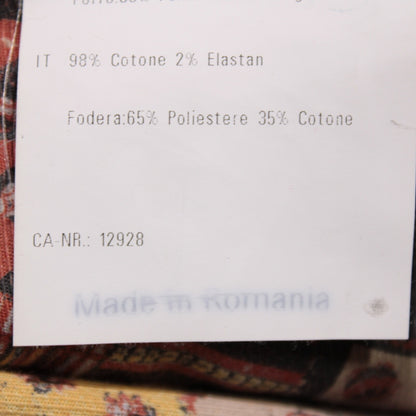 IT 98% Cotone 2% Elastan
Fodera:65% Poliestere 35% Cotone
CA-NR.: 12928
Made in Romania